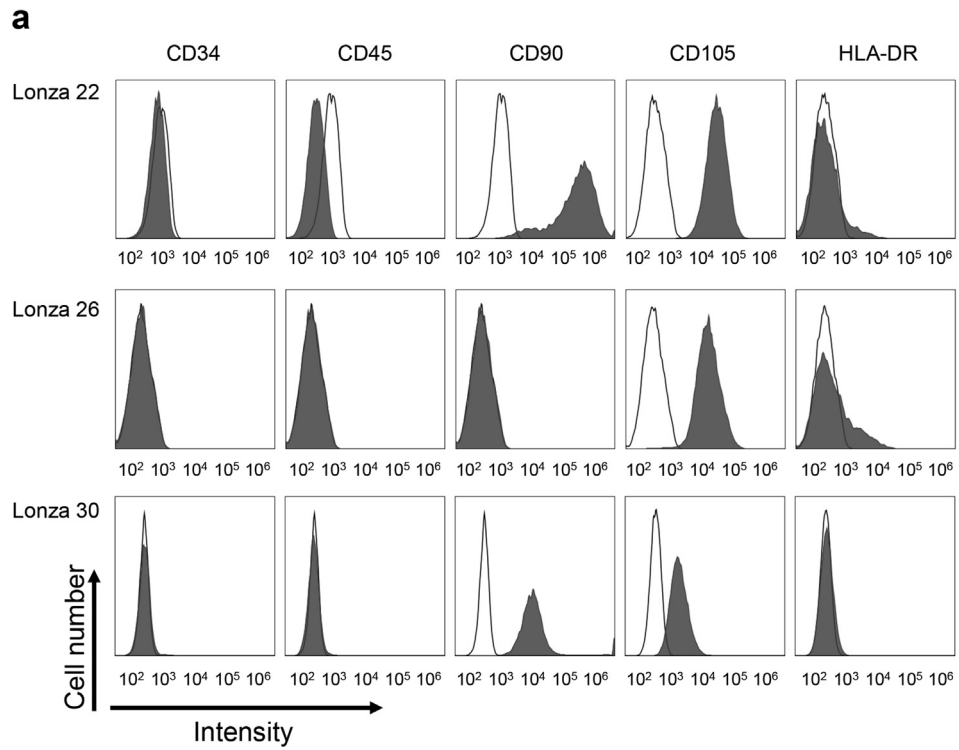 a
CD34 CD45 CD90 CD105 HLA-DR
Lonza 22
10² 10³ 10⁴ 10⁵ 10⁶ 10² 10³ 10⁴ 10⁵ 10⁶ 10² 10³ 10⁴ 10⁵ 10⁶ 10² 10³ 10⁴ 10⁵ 10⁶ 10² 10³ 10⁴ 10⁵ 10⁶
Lonza 26
10² 10³ 10⁴ 10⁵ 10⁶ 10² 10³ 10⁴ 10⁵ 10⁶ 10² 10³ 10⁴ 10⁵ 10⁶ 10² 10³ 10⁴ 10⁵ 10⁶ 10² 10³ 10⁴ 10⁵ 10⁶
Lonza 30
Cell number
10² 10³ 10⁴ 10⁵ 10⁶ 10² 10³ 10⁴ 10⁵ 10⁶ 10² 10³ 10⁴ 10⁵ 10⁶ 10² 10³ 10⁴ 10⁵ 10⁶ 10² 10³ 10⁴ 10⁵ 10⁶
Intensity